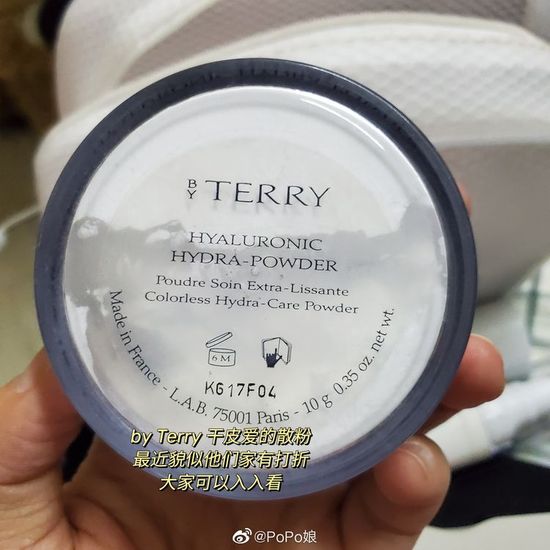 BY TERRY
HYALURONIC
HYDRA-POWDER
Poudre Soin Extra-Lissante
Colorless Hydra-Care Powder
6 M
KG17F04
Made in France - L.A.B. 75001 Paris - 10 g 0.35 oz. net wt.
by Terry 干皮爱的散粉
最近貌似他们家有打折
大家可以入入看
@PoPo娘